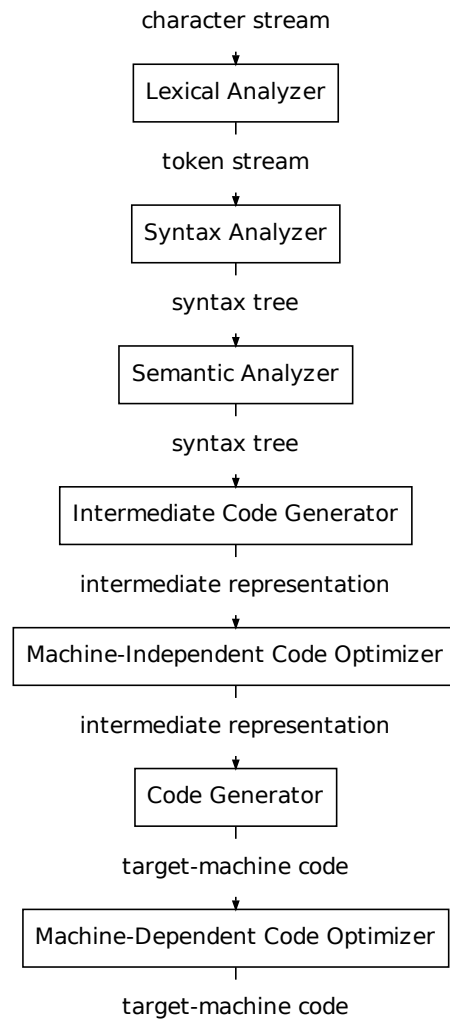 character stream
Lexical Analyzer
token stream
Syntax Analyzer
syntax tree
Semantic Analyzer
syntax tree
Intermediate Code Generator
intermediate representation
Machine-Independent Code Optimizer
intermediate representation
Code Generator
target-machine code
Machine-Dependent Code Optimizer
target-machine code